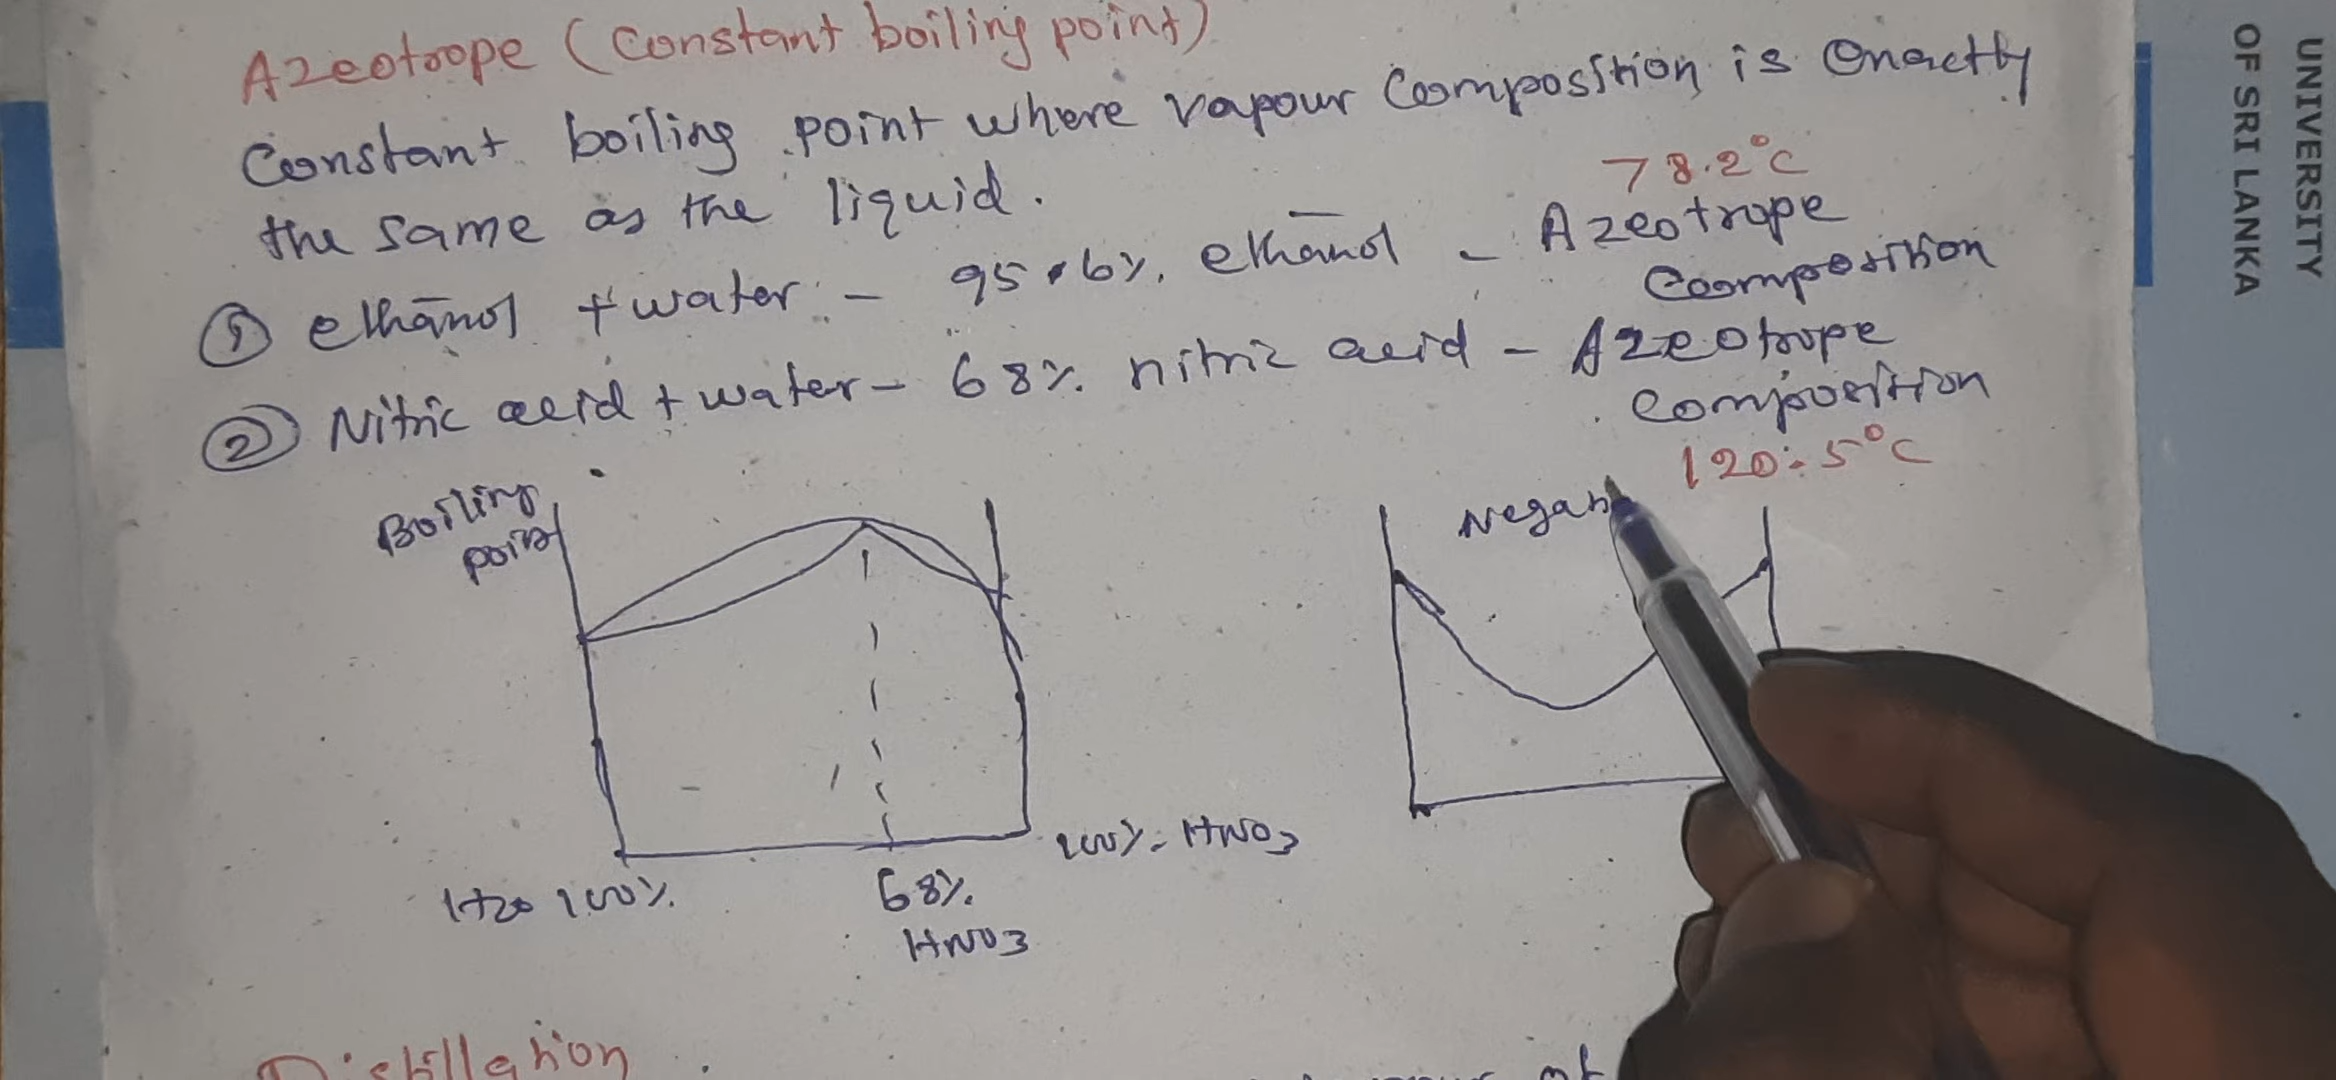 Azeotrope (Constant boiling point)
Constant boiling point where vapour Composition is Exactly
the same as the liquid.
78.2°C
① ethanol + water - 95.6% ethanol - Azeotrope
Composition
② Nitric acid + water - 68% nitric acid - Azeotrope
composition
120.5°C
Boiling
point
Negati
100% HNO3
H2O 100%
68%
HNO3
Distillation
of
UNIVERSITY
OF SRI LANKA